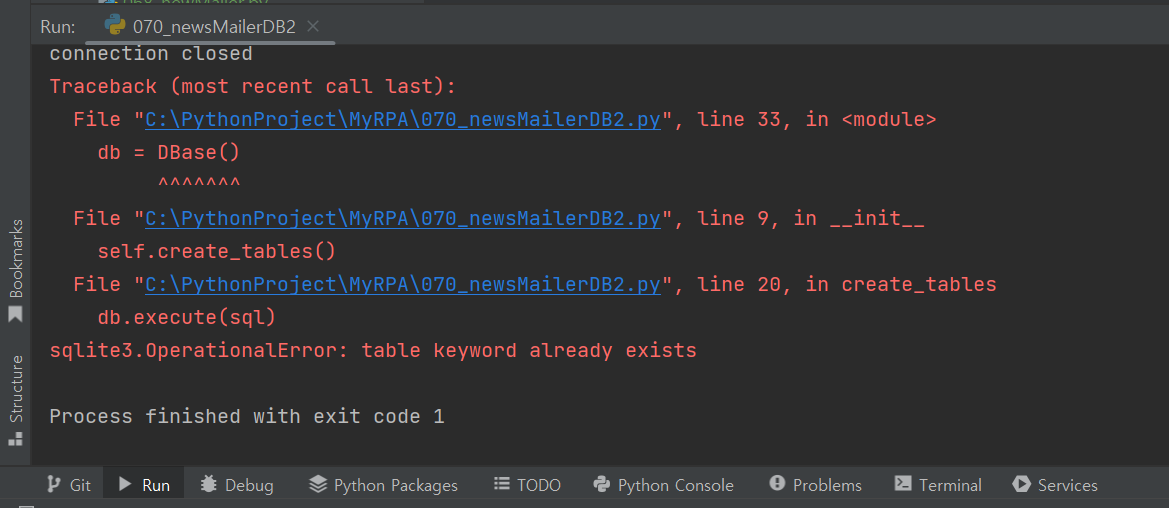 Run:
070_newsMailerDB2
connection closed
Traceback (most recent call last):
File "C:\PythonProject\MyRPA\070_newsMailerDB2.py", line 33, in <module>
db = DBase()
^^^^^^^
File "C:\PythonProject\MyRPA\070_newsMailerDB2.py", line 9, in __init__
self.create_tables()
File "C:\PythonProject\MyRPA\070_newsMailerDB2.py", line 20, in create_tables
db.execute(sql)
sqlite3.OperationalError: table keyword already exists
Process finished with exit code 1
Bookmarks
Structure
Git
Run
Debug
Python Packages
TODO
Python Console
Problems
Terminal
Services